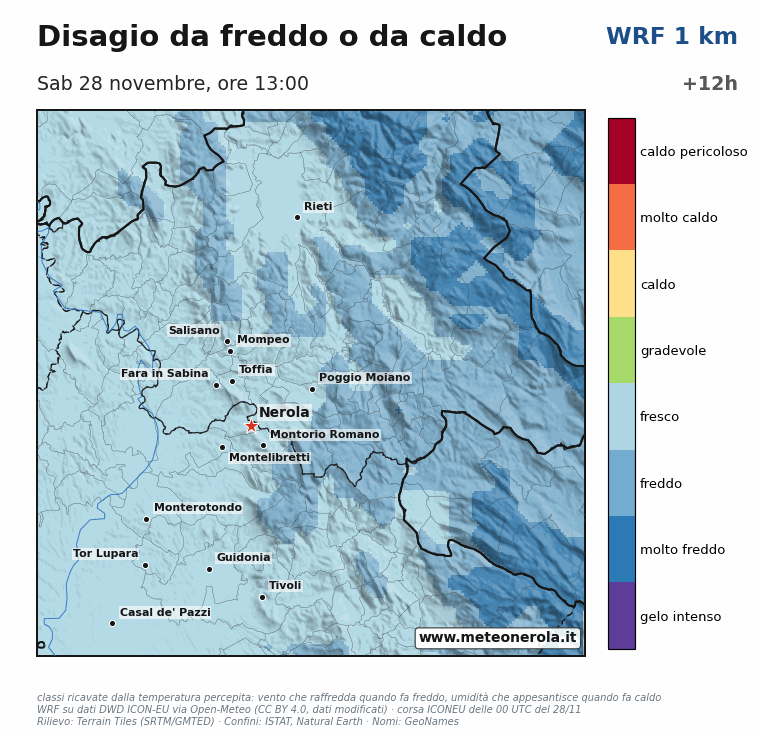 Disagio da freddo o da caldo
WRF 1 km
Sab 28 novembre, ore 13:00
+12h
caldo pericoloso
molto caldo
caldo
gradevole
fresco
freddo
molto freddo
gelo intenso
Rieti
Salisano
Mompeo
Toffia
Fara in Sabina
Poggio Moiano
Nerola
Montorio Romano
Montelibretti
Monterotondo
Tor Lupara
Guidonia
Tivoli
Casal de' Pazzi
www.meteonerola.it
classi ricavate dalla temperatura percepita: vento che raffredda quando fa freddo, umidità che appesantisce quando fa caldo
WRF su dati DWD ICON-EU via Open-Meteo (CC BY 4.0, dati modificati) · corsa ICONEU delle 00 UTC del 28/11
Rilievo: Terrain Tiles (SRTM/GMTED) · Confini: ISTAT, Natural Earth · Nomi: GeoNames